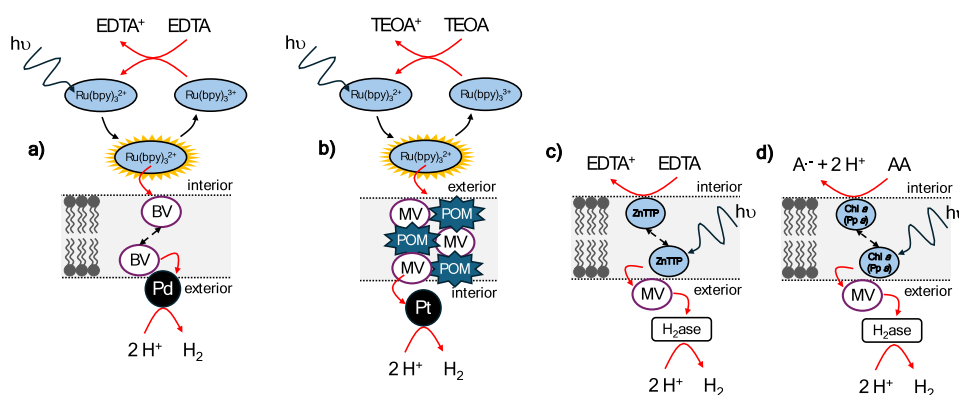 EDTA⁺ EDTA
hυ
Ru(bpy)₃²⁺ Ru(bpy)₃³⁺
a)
Ru(bpy)₃²⁺
interior
BV
BV
Pd
exterior
2 H⁺ H₂
TEOA⁺ TEOA
hυ
Ru(bpy)₃²⁺ Ru(bpy)₃³⁺
b)
Ru(bpy)₃²⁺
exterior
MV POM
POM MV
MV POM
interior
Pt
2 H⁺ H₂
c)
EDTA⁺ EDTA
interior
ZnTTP
hυ
ZnTTP
MV exterior
H₂ase
2 H⁺ H₂
d)
A·⁻ + 2 H⁺ AA
interior
Chl a
(Pp a)
hυ
Chl a
(Pp a)
MV exterior
H₂ase
2 H⁺ H₂